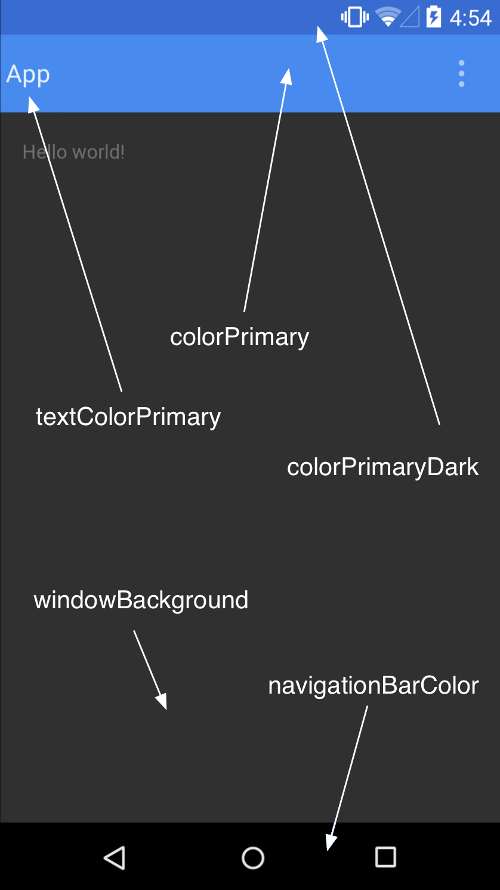 4:54
App
Hello world!
colorPrimary
textColorPrimary
colorPrimaryDark
windowBackground
navigationBarColor